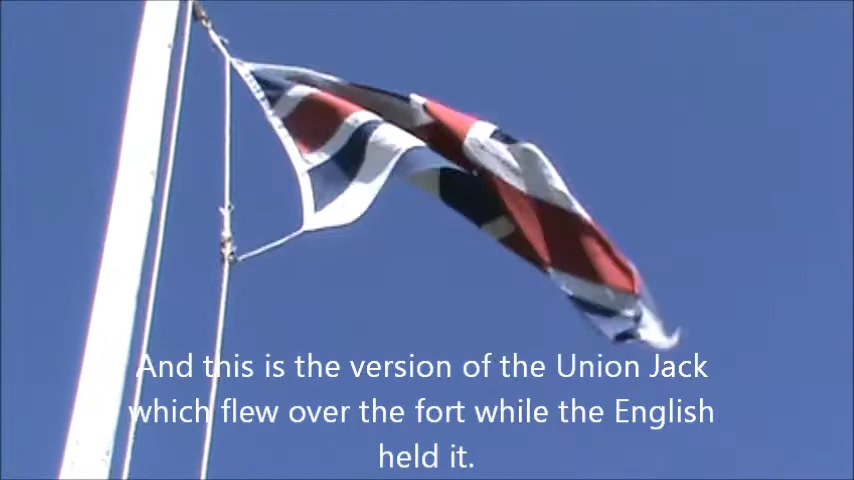 And this is the version of the Union Jack
which flew over the fort while the English
held it.